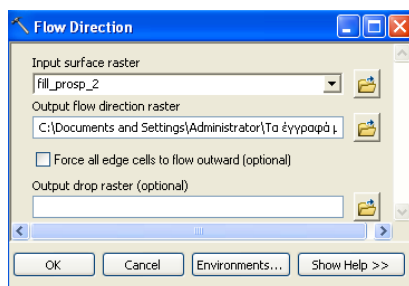 Flow Direction
Input surface raster
fill_prosp_2
Output flow direction raster
C:\Documents and Settings\Administrator\Τα έγγραφά μ
Force all edge cells to flow outward (optional)
Output drop raster (optional)
OK Cancel Environments... Show Help >>